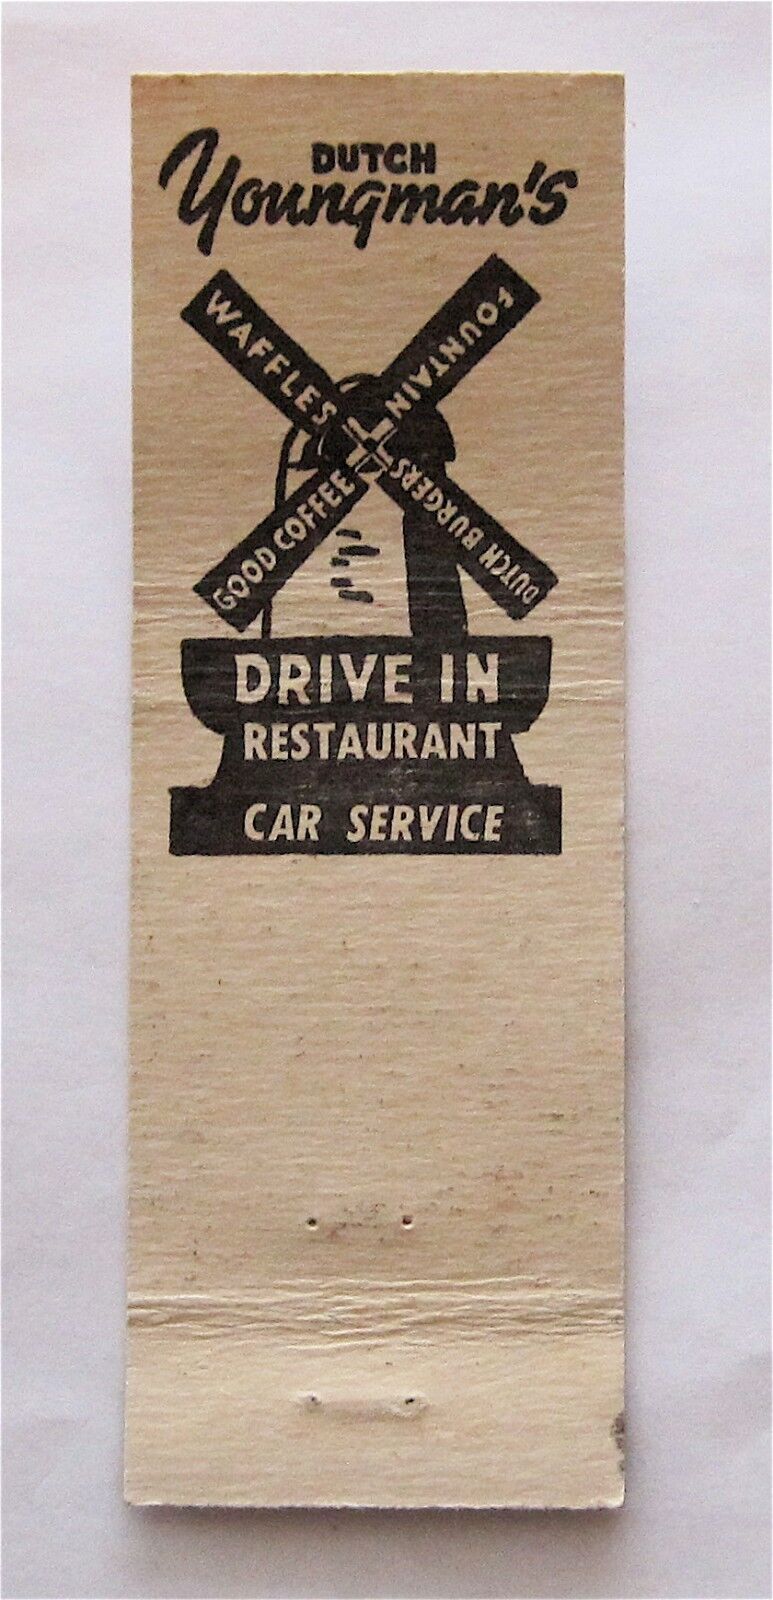 DUTCH
Youngman's
WAFFLES
FOUNTAIN
GOOD COFFEE
DUTCH BURGERS
DRIVE IN
RESTAURANT
CAR SERVICE